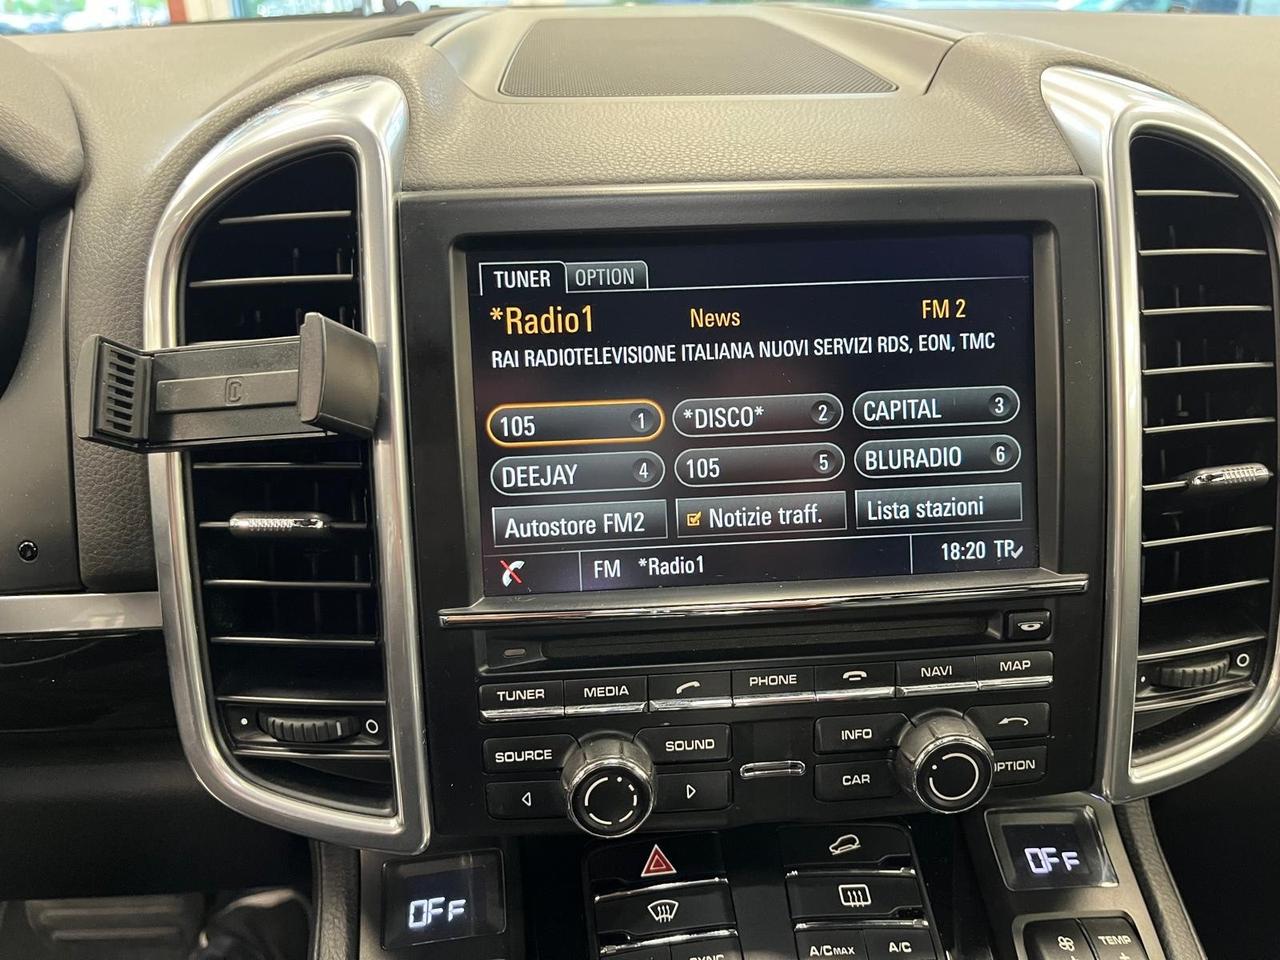 TUNER OPTION
*Radio1 News FM 2
RAI RADIOTELEVISIONE ITALIANA NUOVI SERVIZI RDS, EON, TMC
105 1 *DISCO* 2 CAPITAL 3
DEEJAY 4 105 5 BLURADIO 6
Autostore FM2 Notizie traff. Lista stazioni
FM *Radio1 18:20 TP
TUNER MEDIA PHONE NAVI MAP
SOURCE SOUND INFO
CAR OPTION
OFF OFF
A/C MAX A/C TEMP